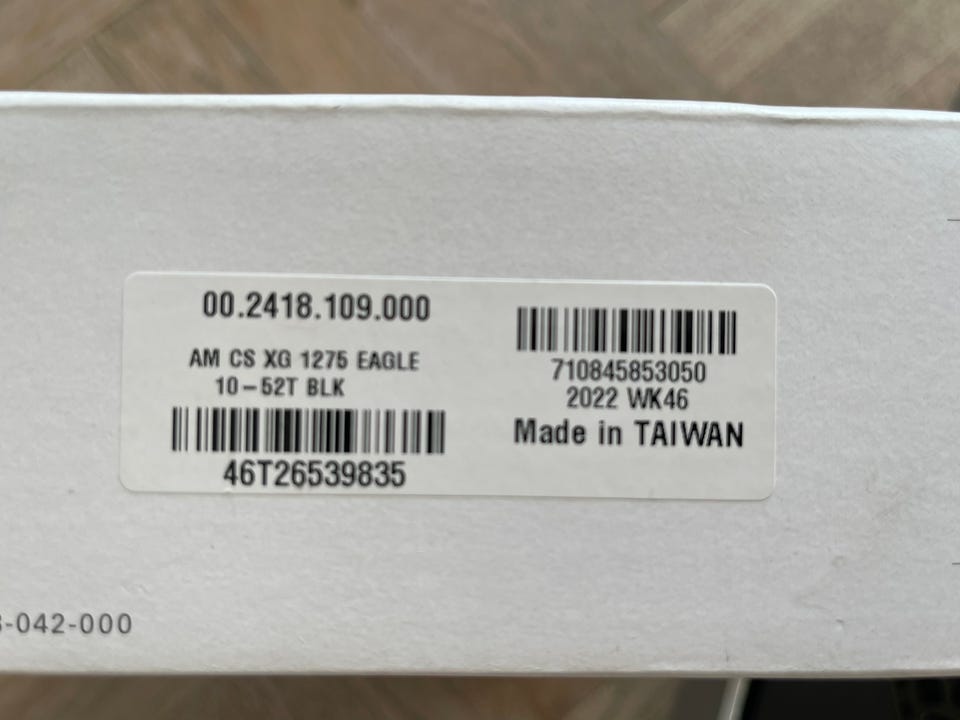 00.2418.109.000
AM CS XG 1275 EAGLE
10-52T BLK
46T26539835
710845853050
2022 WK46
Made in TAIWAN
-042-000